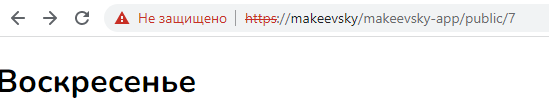 Не защищено https://makeevsky/makeevsky-app/public/7
Воскресенье